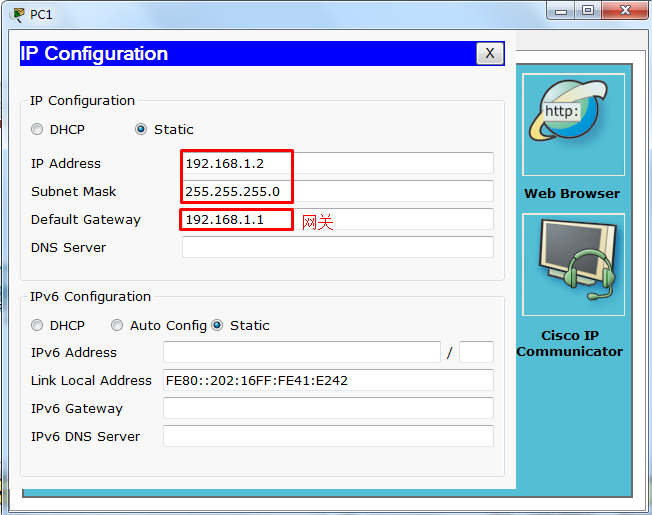 PC1
IP Configuration
X
IP Configuration
DHCP Static
IP Address 192.168.1.2
Subnet Mask 255.255.255.0
Default Gateway 192.168.1.1 网关
DNS Server
IPv6 Configuration
DHCP Auto Config Static
IPv6 Address /
Link Local Address FE80::202:16FF:FE41:E242
IPv6 Gateway
IPv6 DNS Server
http:
Web Browser
Cisco IP
Communicator